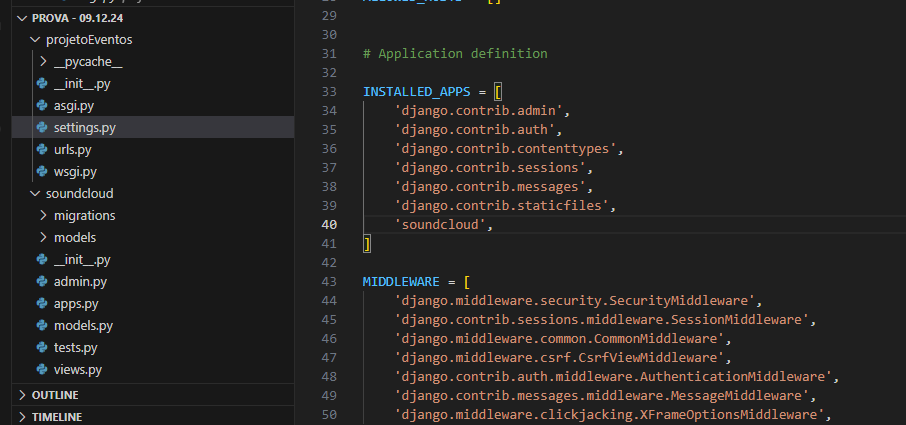 PROVA - 09.12.24
projetoEventos
__pycache__
__init__.py
asgi.py
settings.py
urls.py
wsgi.py
soundcloud
migrations
models
__init__.py
admin.py
apps.py
models.py
tests.py
views.py
OUTLINE
TIMELINE
29
30
31 # Application definition
32
33 INSTALLED_APPS = [
34 'django.contrib.admin',
35 'django.contrib.auth',
36 'django.contrib.contenttypes',
37 'django.contrib.sessions',
38 'django.contrib.messages',
39 'django.contrib.staticfiles',
40 'soundcloud',
41 ]
42
43 MIDDLEWARE = [
44 'django.middleware.security.SecurityMiddleware',
45 'django.contrib.sessions.middleware.SessionMiddleware',
46 'django.middleware.common.CommonMiddleware',
47 'django.middleware.csrf.CsrfViewMiddleware',
48 'django.contrib.auth.middleware.AuthenticationMiddleware',
49 'django.contrib.messages.middleware.MessageMiddleware',
50 'django.middleware.clickjacking.XFrameOptionsMiddleware',